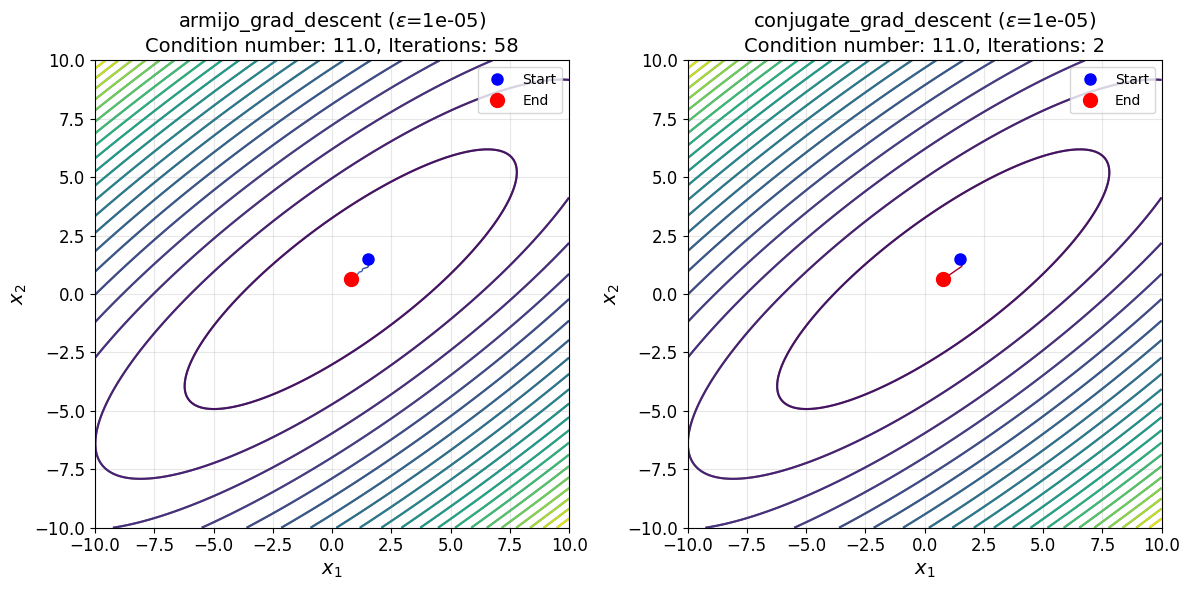 armijo_grad_descent (ε=1e-05)
Condition number: 11.0, Iterations: 58
Start
End
10.0
7.5
5.0
2.5
0.0
−2.5
−5.0
−7.5
−10.0
x₂
−10.0 −7.5 −5.0 −2.5 0.0 2.5 5.0 7.5 10.0
x₁
conjugate_grad_descent (ε=1e-05)
Condition number: 11.0, Iterations: 2
Start
End
10.0
7.5
5.0
2.5
0.0
−2.5
−5.0
−7.5
−10.0
x₂
−10.0 −7.5 −5.0 −2.5 0.0 2.5 5.0 7.5 10.0
x₁